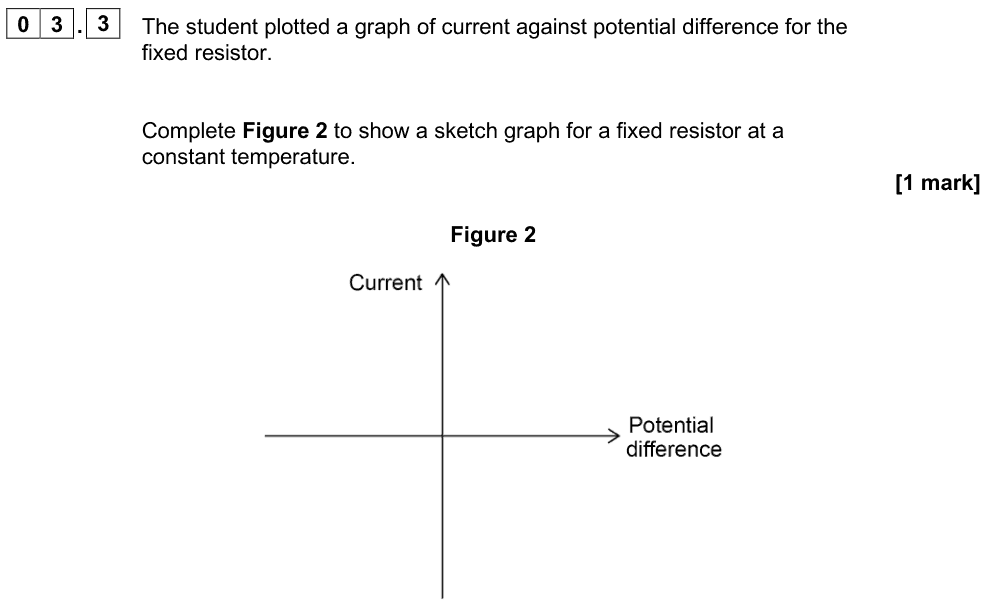 0 3 . 3 The student plotted a graph of current against potential difference for the
fixed resistor.
Complete Figure 2 to show a sketch graph for a fixed resistor at a
constant temperature.
[1 mark]
Figure 2
Current
Potential
difference